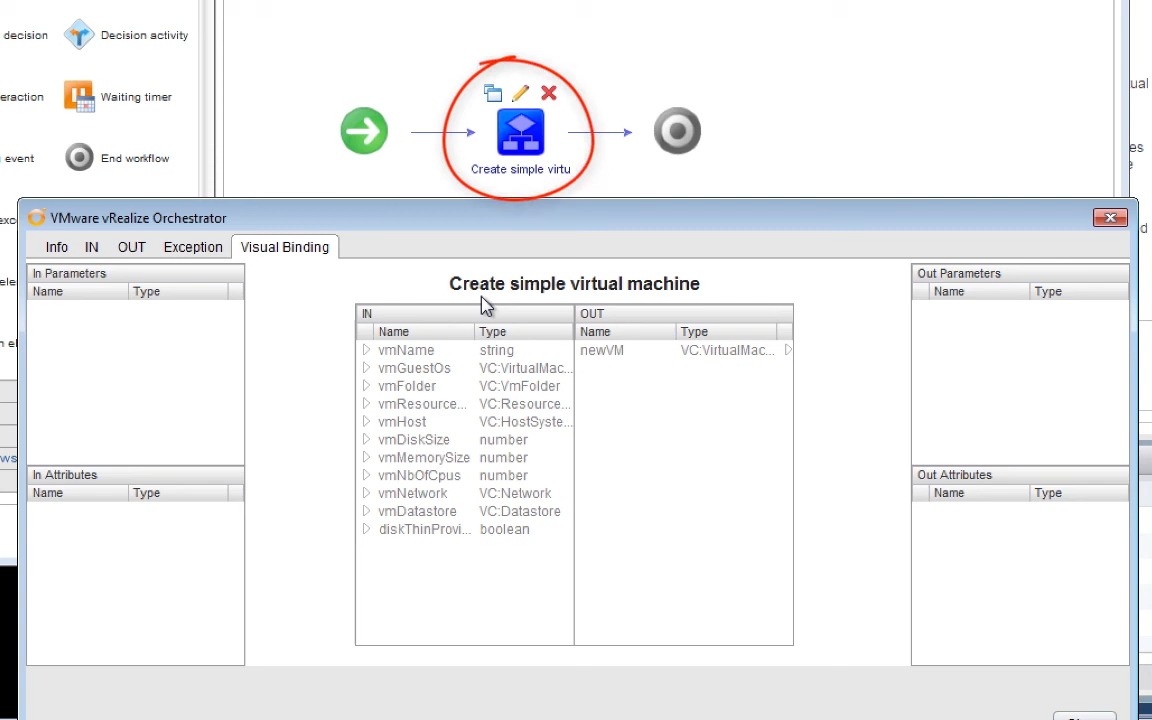 decision
Decision activity
eraction
Waiting timer
event
End workflow
Create simple virtu
VMware vRealize Orchestrator
Info IN OUT Exception Visual Binding
In Parameters
Name Type
Create simple virtual machine
IN OUT
Name Type Name Type
vmName string newVM VC:VirtualMac...
vmGuestOs VC:VirtualMac...
vmFolder VC:VmFolder
vmResource... VC:Resource...
vmHost VC:HostSyste...
vmDiskSize number
vmMemorySize number
vmNbOfCpus number
vmNetwork VC:Network
vmDatastore VC:Datastore
diskThinProvi... boolean
Out Parameters
Name Type
In Attributes
Name Type
Out Attributes
Name Type